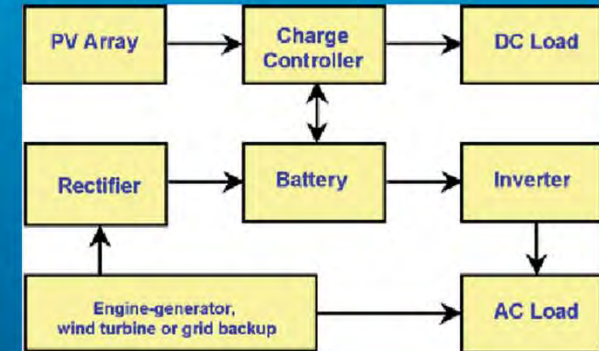 PV Array
Charge
Controller
DC Load
Rectifier
Battery
Inverter
Engine-generator,
wind turbine or grid backup
AC Load